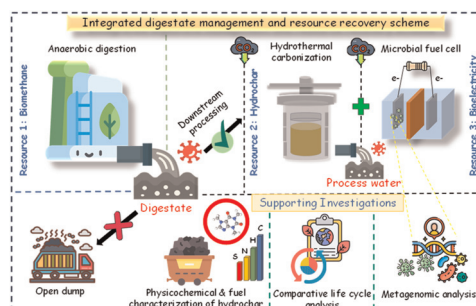 Integrated digestate management and resource recovery scheme
Anaerobic digestion
Hydrothermal
carbonization
Microbial fuel cell
CO₂
CO₂
e-
e-
Resource 1: Biomethane
Downstream
processing
Resource 2: Hydrochar
Resource 3: Bioelectricity
Process water
Digestate
Supporting Investigations
Open dump
S
N
H
C
Physicochemical & fuel
characterization of hydrochar
Comparative life cycle
analysis
Metagenomic analysis